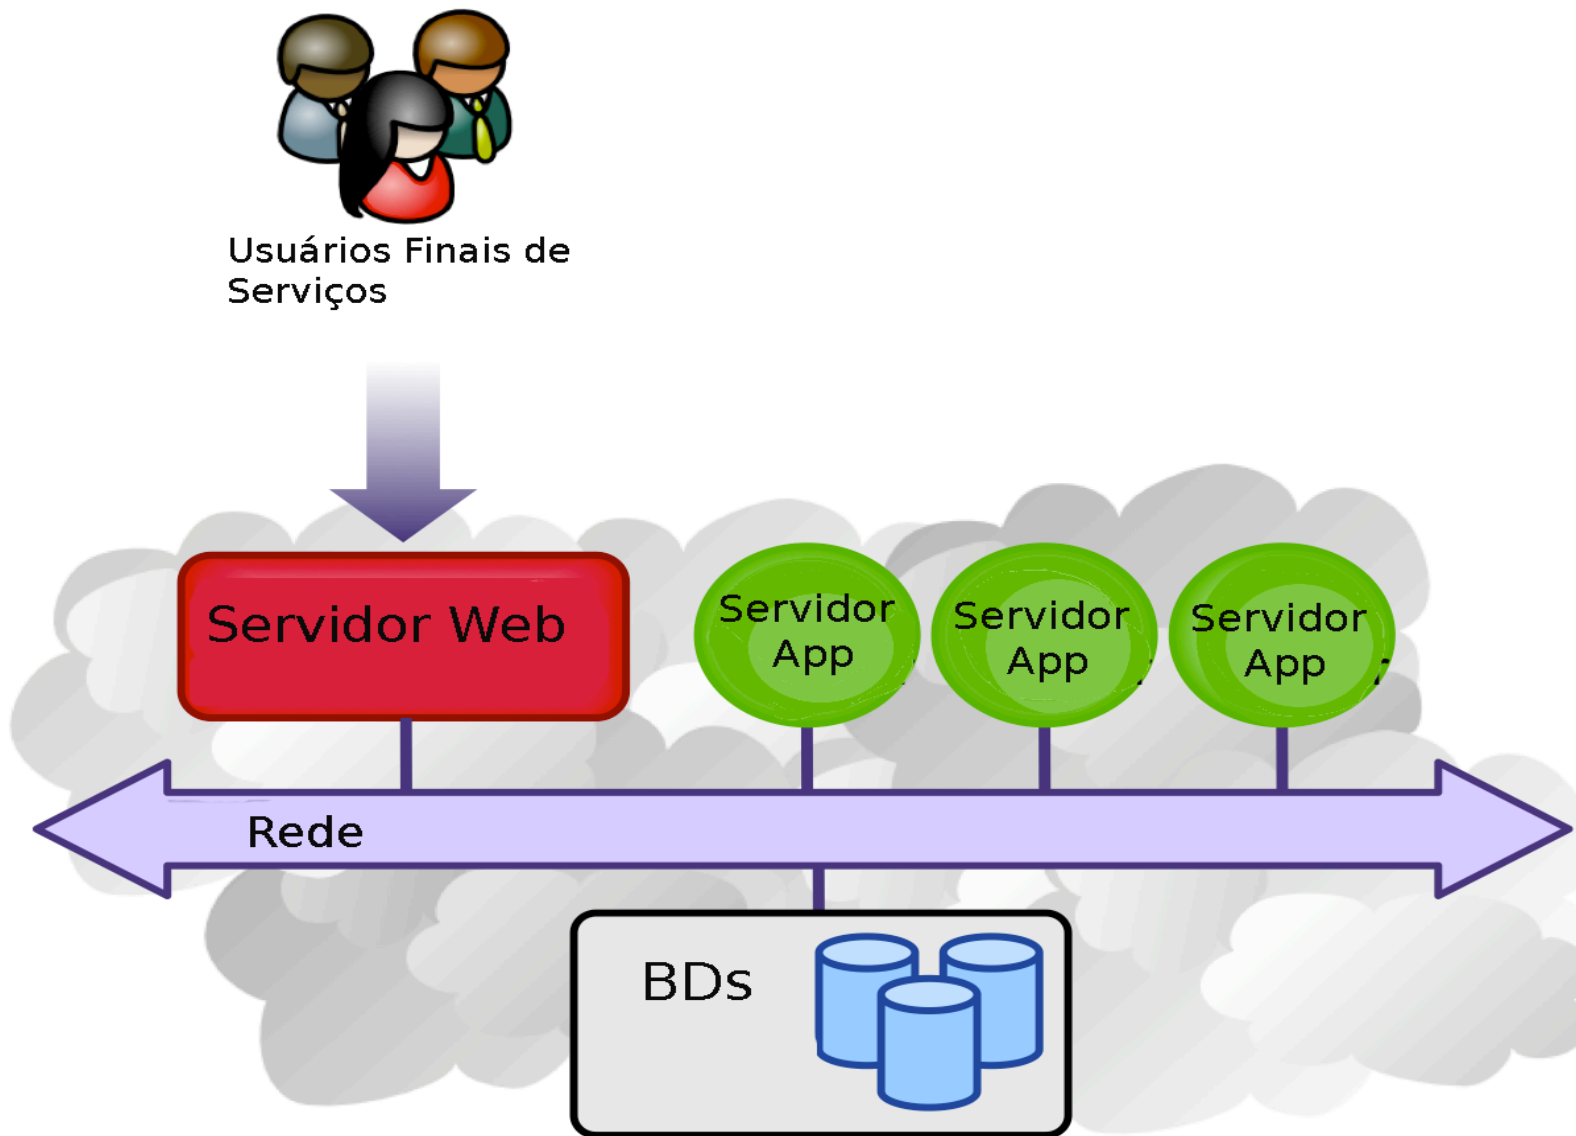 Usuários Finais de
Serviços
Servidor Web
Servidor
App
Servidor
App
Servidor
App
Rede
BDs